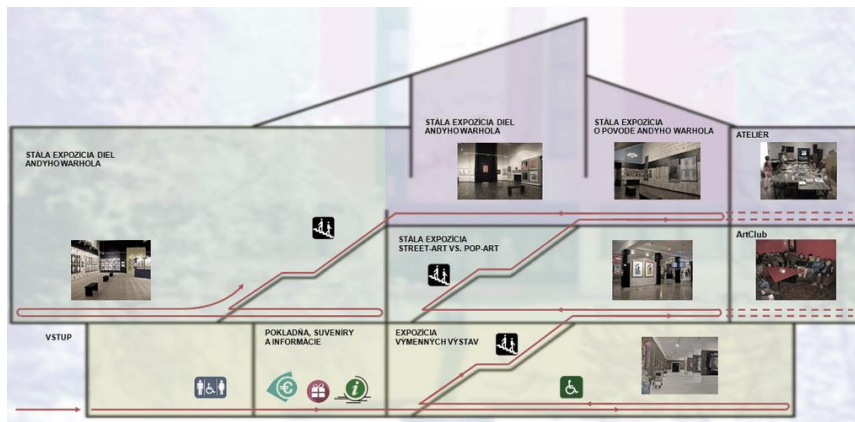 STÁLA EXPOZÍCIA DIEL
ANDYHO WARHOLA
STÁLA EXPOZÍCIA
O POVODE ANDYHO WARHOLA
ATELIÉR
STÁLA EXPOZÍCIA DIEL
ANDYHO WARHOLA
STÁLA EXPOZÍCIA
STREET-ART VS. POP-ART
ArtClub
VSTUP
POKLADŇA, SUVENÍRY
A INFORMÁCIE
EXPOZÍCIA
VÝMENNÝCH VÝSTAV